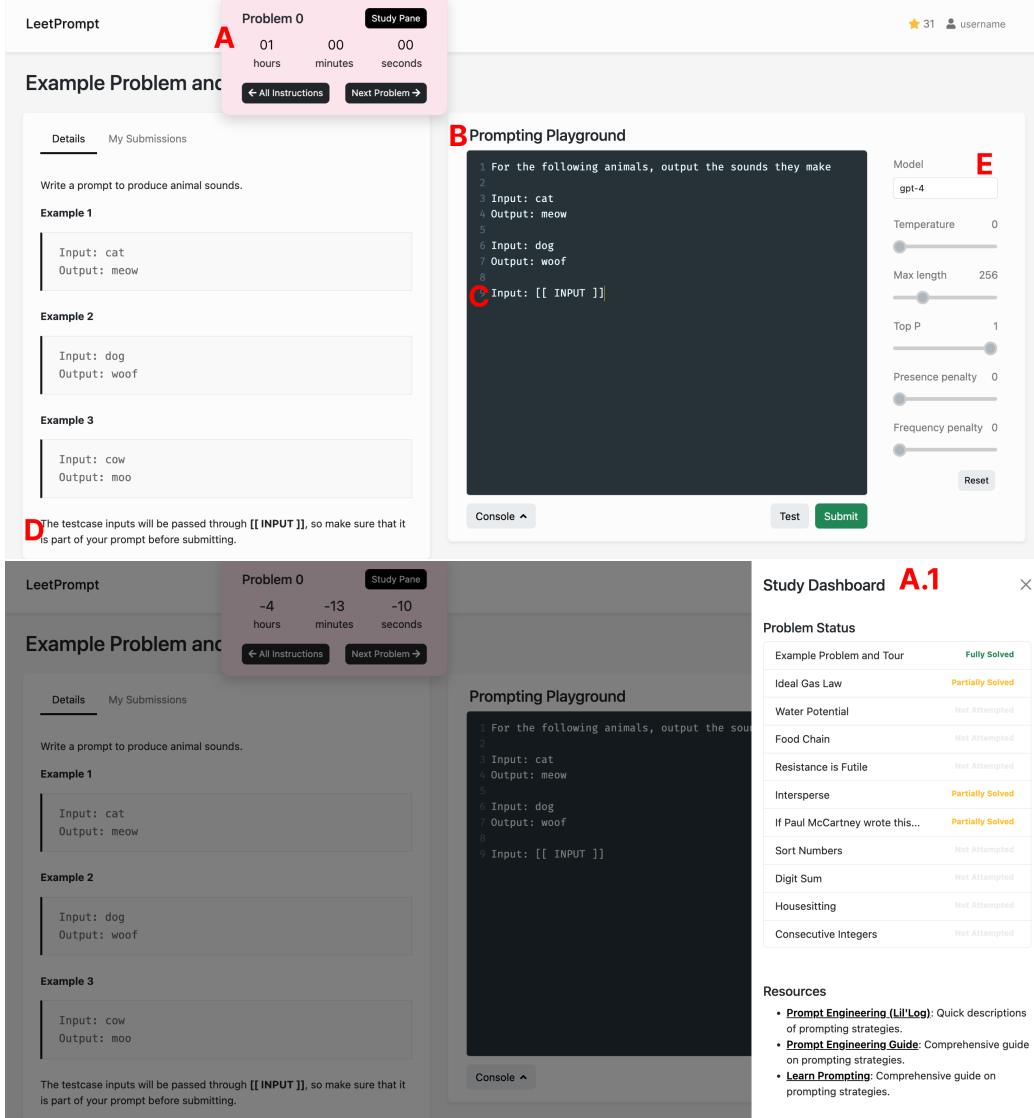 LeetPrompt
A
Problem 0
Study Pane
01 00 00
hours minutes seconds
← All Instructions
Next Problem →
31
username
Example Problem and
Details
My Submissions
Write a prompt to produce animal sounds.
Example 1
Input: cat
Output: meow
Example 2
Input: dog
Output: woof
Example 3
Input: cow
Output: moo
D
The testcase inputs will be passed through [[ INPUT ]], so make sure that it
is part of your prompt before submitting.
B
Prompting Playground
1 For the following animals, output the sounds they make
2
3 Input: cat
4 Output: meow
5
6 Input: dog
7 Output: woof
8
C
9 Input: [[ INPUT ]]
Console
Test
Submit
Model
E
gpt-4
Temperature 0
Max length 256
Top P 1
Presence penalty 0
Frequency penalty 0
Reset
LeetPrompt
Problem 0
Study Pane
-4 -13 -10
hours minutes seconds
← All Instructions
Next Problem →
Example Problem and
Details
My Submissions
Write a prompt to produce animal sounds.
Example 1
Input: cat
Output: meow
Example 2
Input: dog
Output: woof
Example 3
Input: cow
Output: moo
The testcase inputs will be passed through [[ INPUT ]], so make sure that it
is part of your prompt before submitting.
Prompting Playground
1 For the following animals, output the sou
2
3 Input: cat
4 Output: meow
5
6 Input: dog
7 Output: woof
8
9 Input: [[ INPUT ]]
Console
Study Dashboard
A.1
Problem Status
Example Problem and Tour Fully Solved
Ideal Gas Law Partially Solved
Water Potential Not Attempted
Food Chain Not Attempted
Resistance is Futile Not Attempted
Intersperse Partially Solved
If Paul McCartney wrote this... Partially Solved
Sort Numbers Not Attempted
Digit Sum Not Attempted
Housesitting Not Attempted
Consecutive Integers Not Attempted
Resources
• Prompt Engineering (Lil'Log): Quick descriptions
of prompting strategies.
• Prompt Engineering Guide: Comprehensive guide
on prompting strategies.
• Learn Prompting: Comprehensive guide on
prompting strategies.